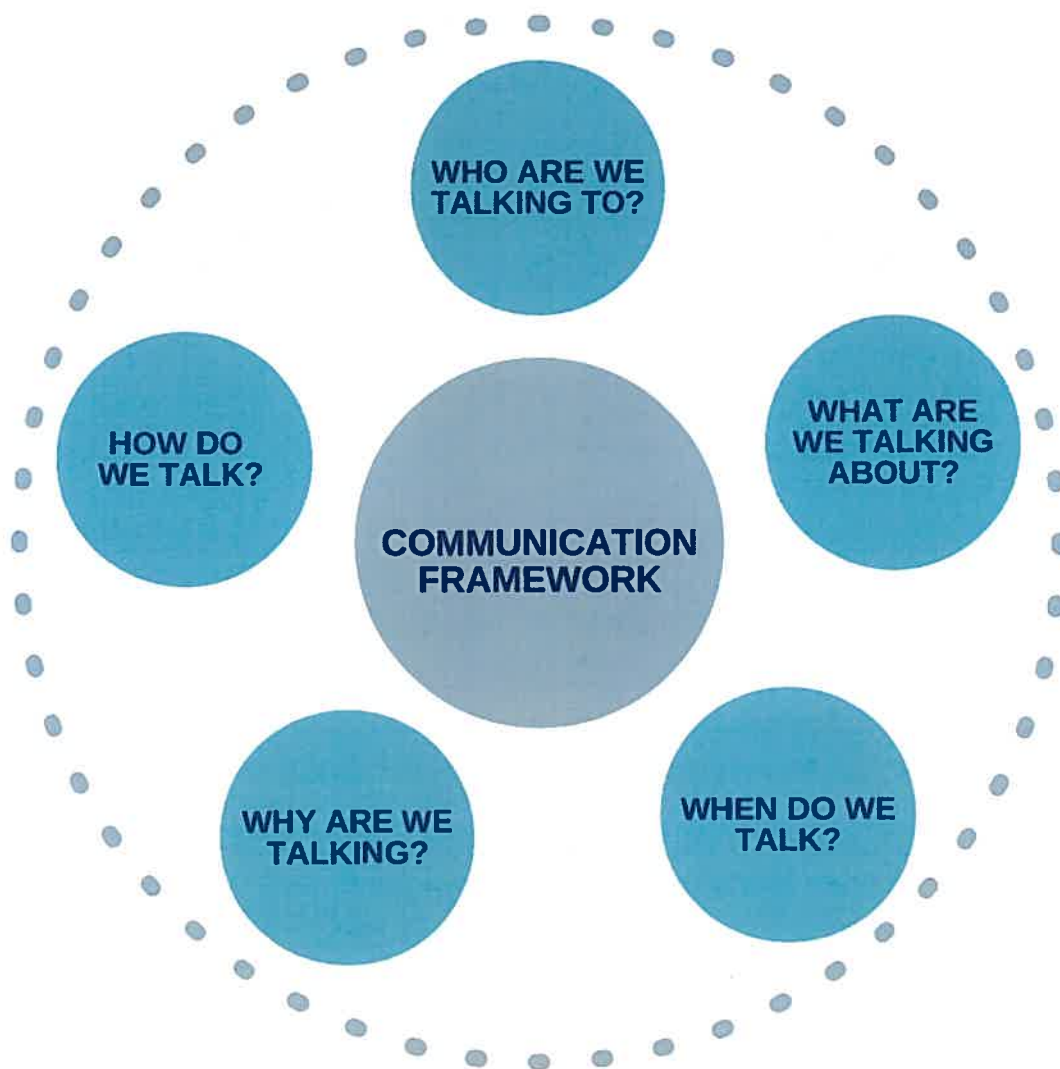 WHO ARE WE
TALKING TO?
WHAT ARE
WE TALKING
ABOUT?
HOW DO
WE TALK?
COMMUNICATION
FRAMEWORK
WHEN DO WE
TALK?
WHY ARE WE
TALKING?